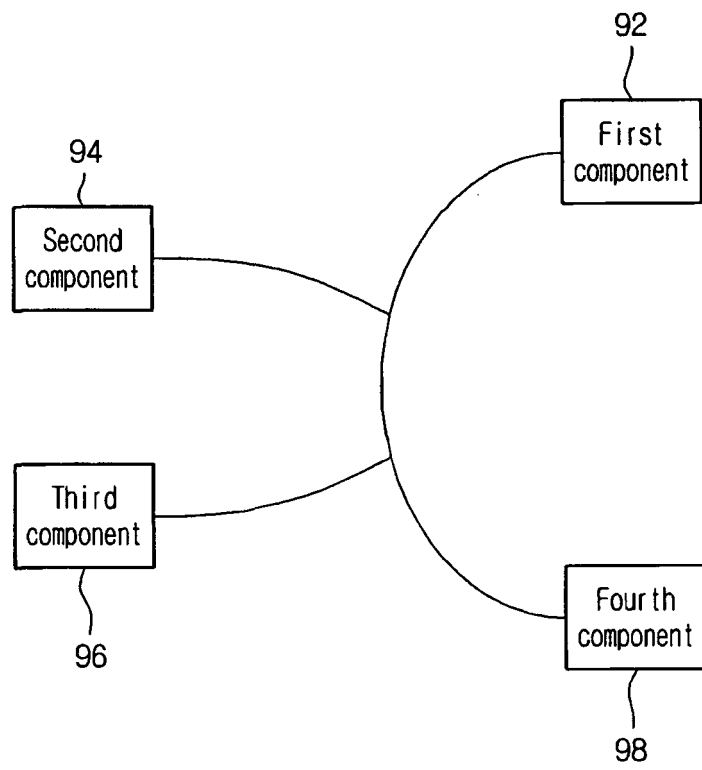 92
First
component
94
Second
component
Third
component
96
Fourth
component
98